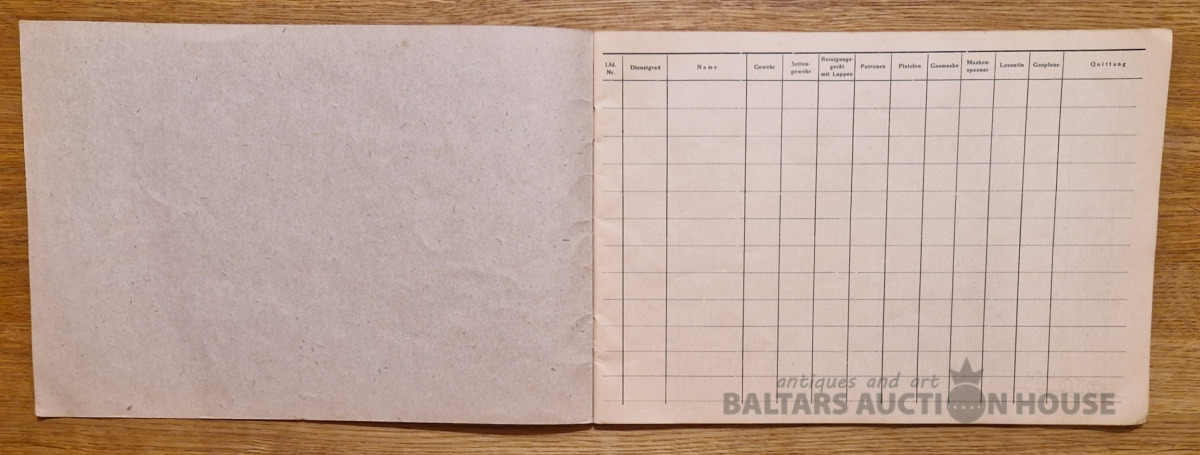 Lfd.
Nr.
Dienstgrad
Name
Gewehr
Seiten-
gewehr
Reinigungs-
gerät
mit Lappen
Patronen
Pistolen
Gasmaske
Masken-
spanner
Losantin
Gasplane
Quittung
antiques and art
BALTARS AUCTION HOUSE